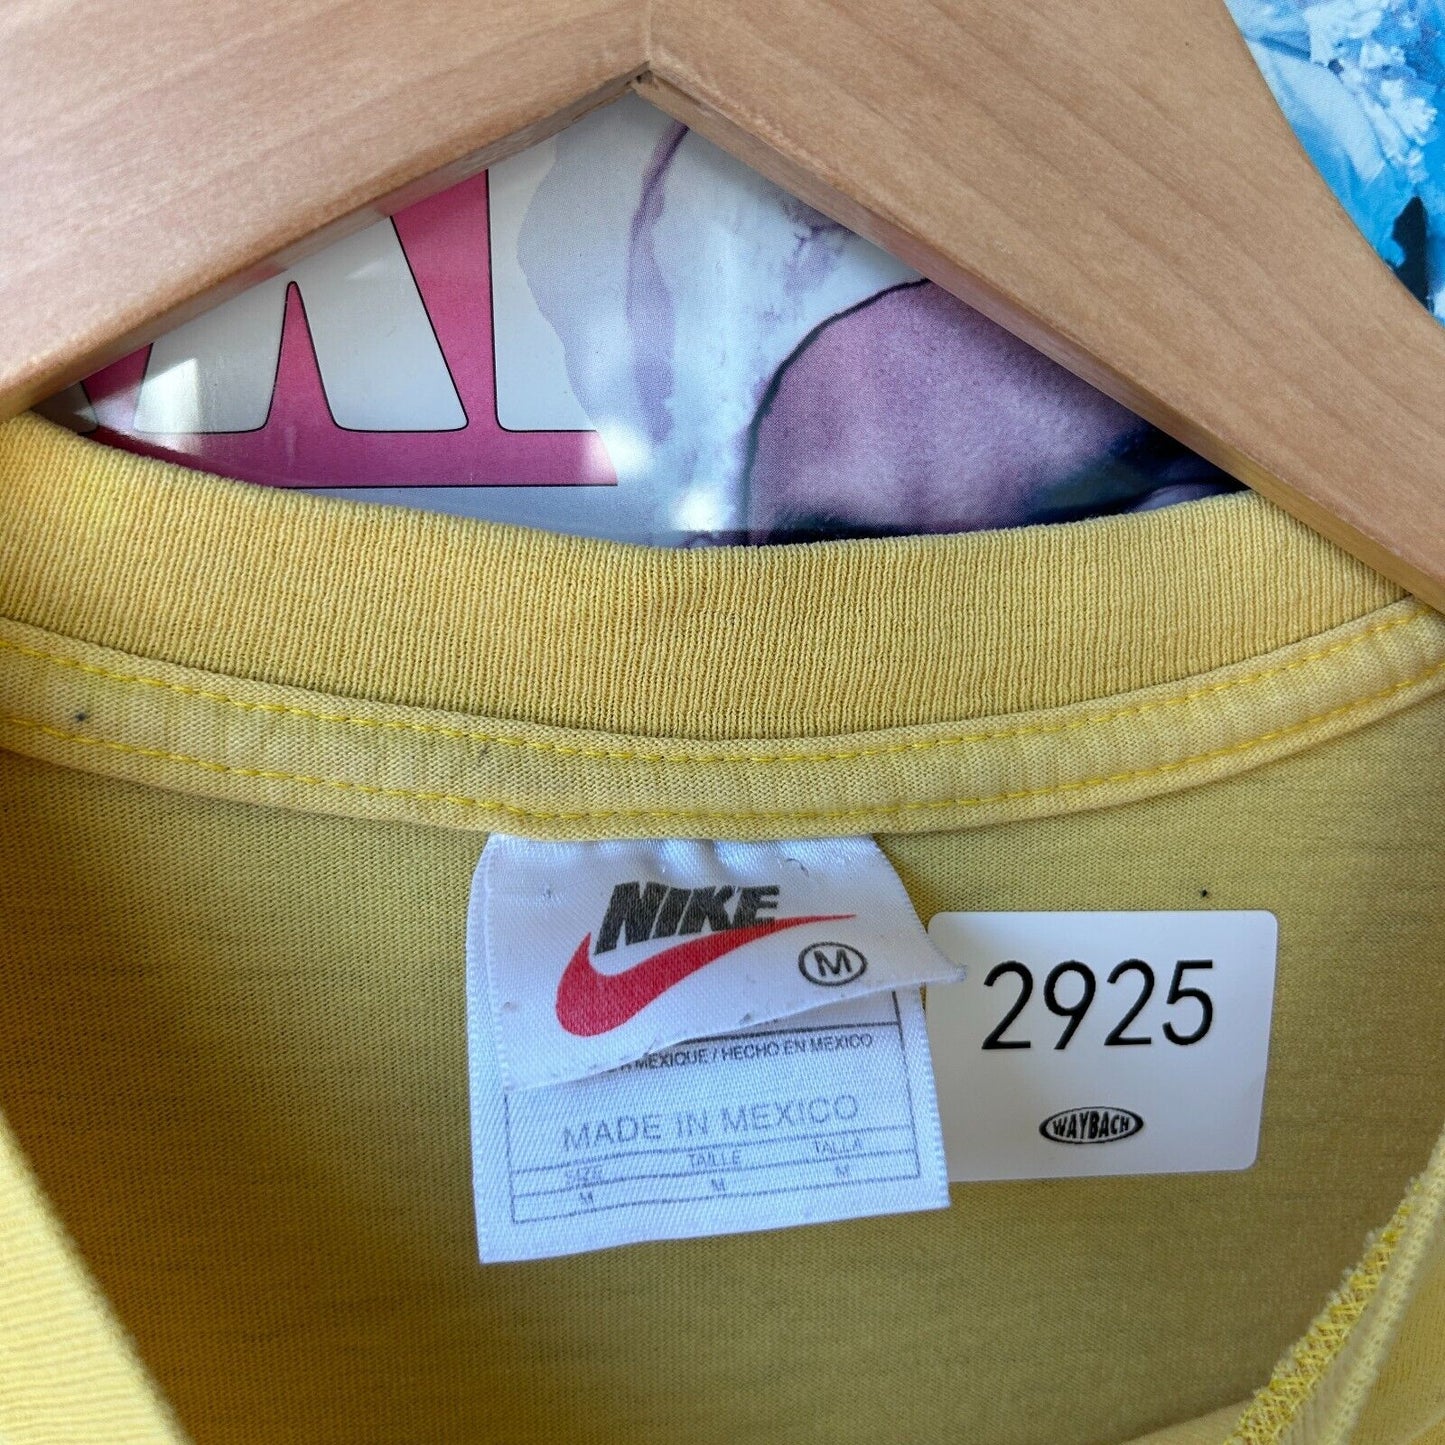 NIKE
M
MEXIQUE / HECHO EN MEXICO
MADE IN MEXICO
SIZE TAILLE TALLA
M M M
2925
WAYBACH